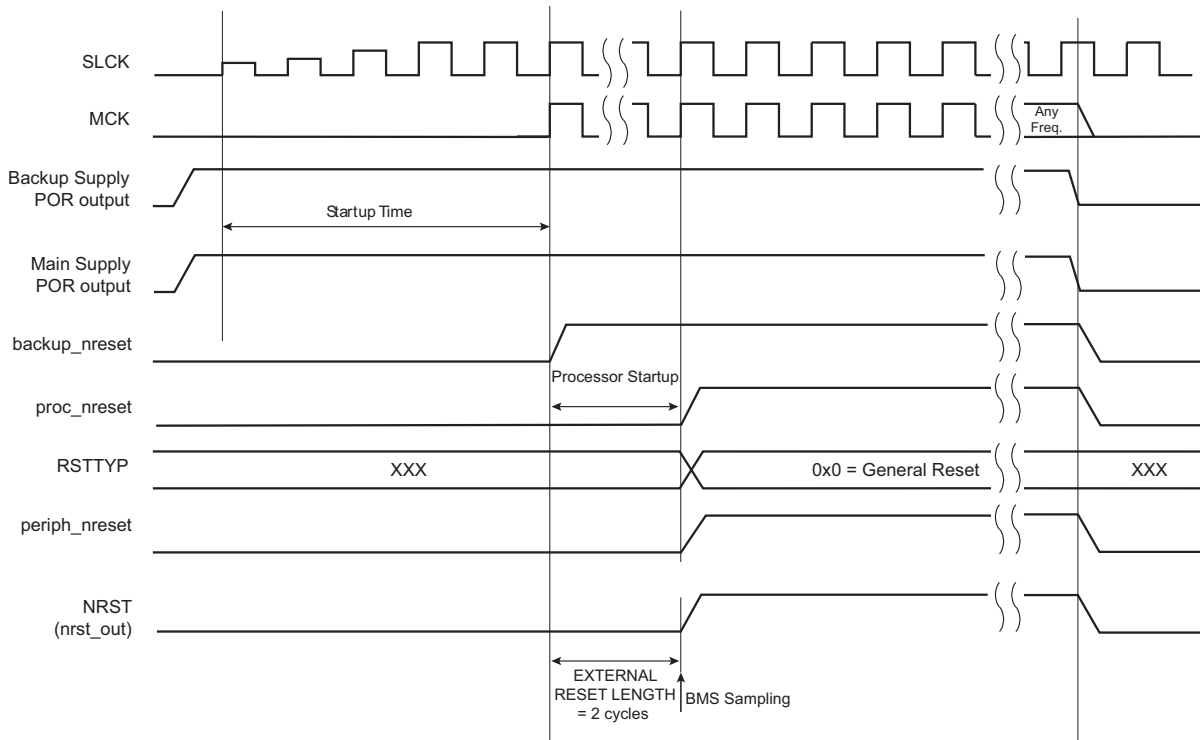 SLCK
MCK
Any
Freq.
Backup Supply
POR output
Startup Time
Main Supply
POR output
backup_nreset
Processor Startup
proc_nreset
RSTTYP
XXX
0x0 = General Reset
XXX
periph_nreset
NRST
(nrst_out)
EXTERNAL
RESET LENGTH
= 2 cycles
BMS Sampling